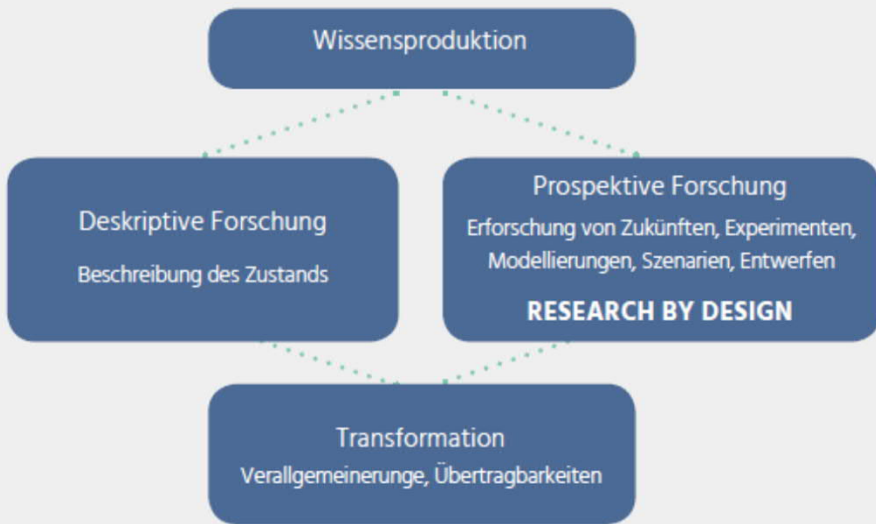 Wissensproduktion
Deskriptive Forschung
Beschreibung des Zustands
Prospektive Forschung
Erforschung von Zukünften, Experimenten,
Modellierungen, Szenarien, Entwerfen
RESEARCH BY DESIGN
Transformation
Verallgemeinerunge, Übertragbarkeiten